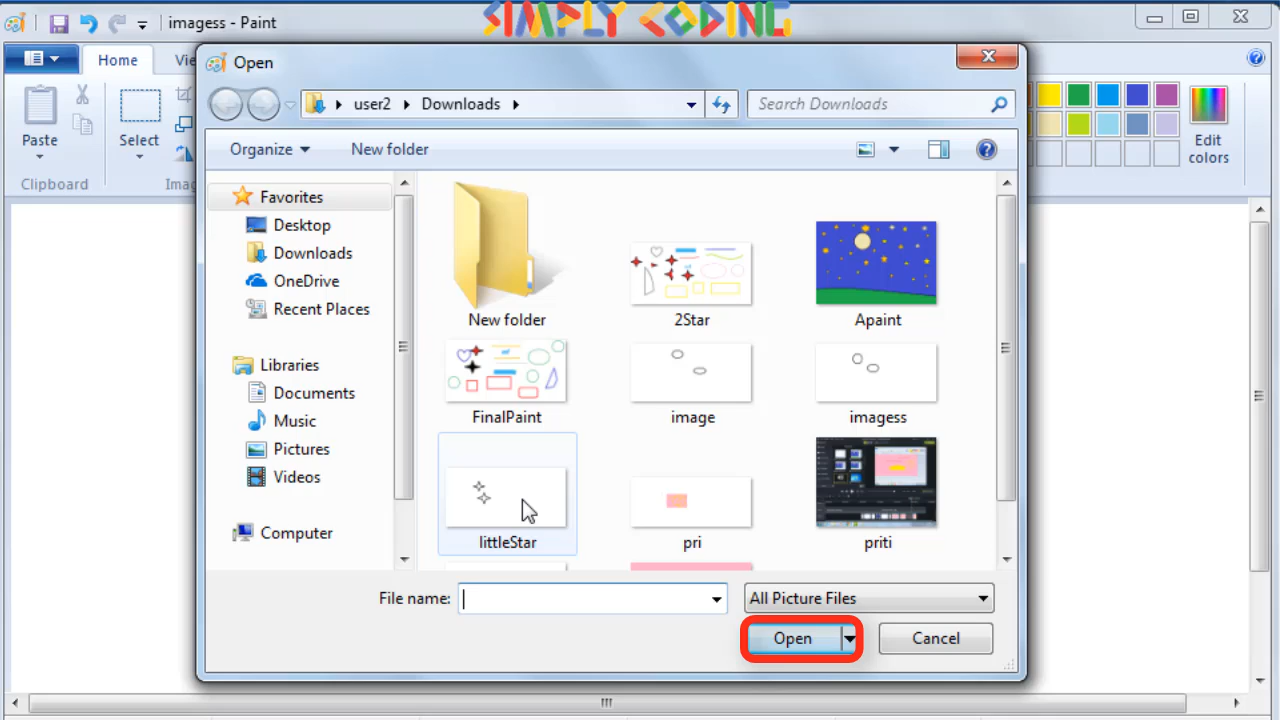 imagess - Paint
SIMPLY CODING
Home
Vie
Open
user2
Downloads
Search Downloads
Paste
Select
Edit
colors
Clipboard
Imag
Organize
New folder
Favorites
Desktop
Downloads
OneDrive
Recent Places
Libraries
Documents
Music
Pictures
Videos
Computer
New folder
2Star
Apaint
FinalPaint
image
imagess
littleStar
pri
priti
File name:
All Picture Files
Open
Cancel